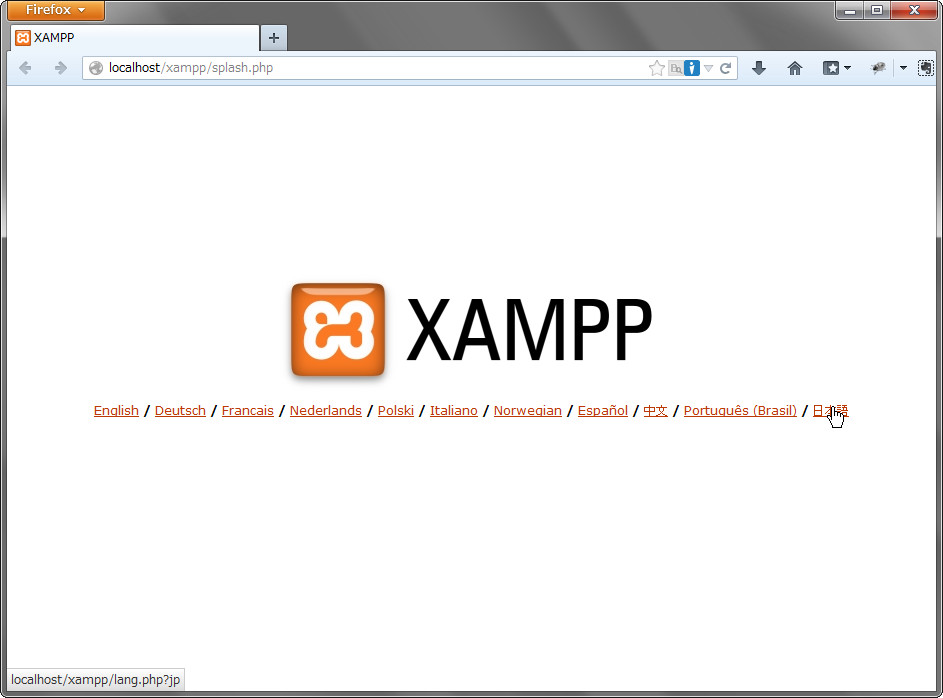 Firefox
XAMPP
localhost/xampp/splash.php
XAMPP
English / Deutsch / Francais / Nederlands / Polski / Italiano / Norwegian / Español / 中文 / Português (Brasil) / 日本語
localhost/xampp/lang.php?jp